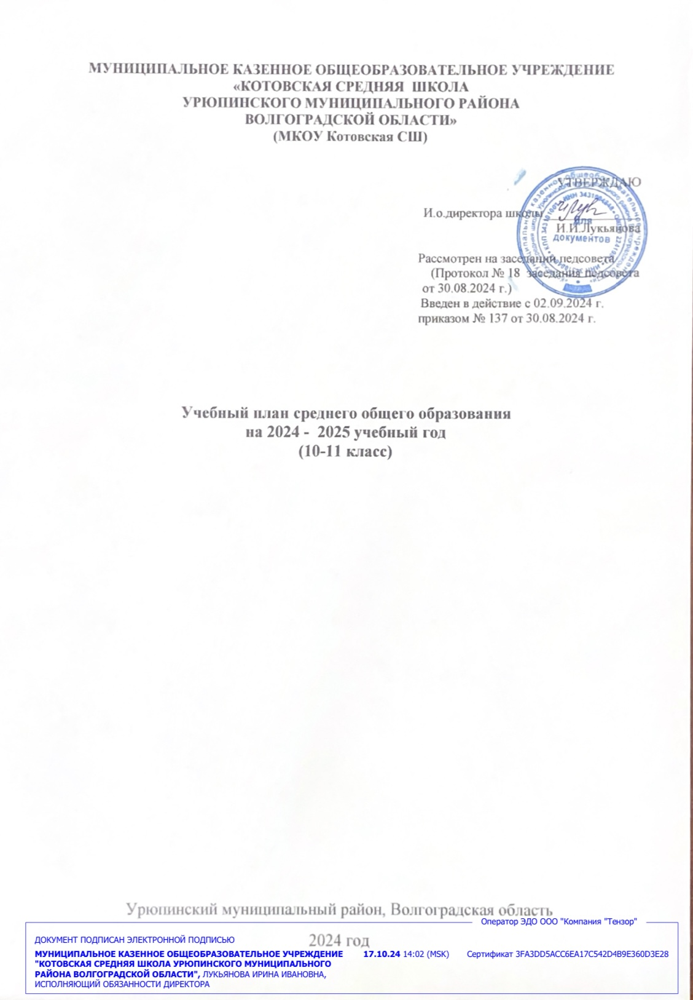 МУНИЦИПАЛЬНОЕ КАЗЕННОЕ ОБЩЕОБРАЗОВАТЕЛЬНОЕ УЧРЕЖДЕНИЕ
«КОТОВСКАЯ СРЕДНЯЯ ШКОЛА
УРЮПИНСКОГО МУНИЦИПАЛЬНОГО РАЙОНА
ВОЛГОГРАДСКОЙ ОБЛАСТИ»
(МКОУ Котовская СШ)
УТВЕРЖДАЮ
И.о.директора школы
И.И.Лукьянова
для
документов
Рассмотрен на заседании педсовета
(Протокол № 18 заседания педсовета
от 30.08.2024 г.)
Введен в действие с 02.09.2024 г.
приказом № 137 от 30.08.2024 г.
Учебный план среднего общего образования
на 2024 - 2025 учебный год
(10-11 класс)
Урюпинский муниципальный район, Волгоградская область
2024 год
Оператор ЭДО ООО "Компания "Тензор"
ДОКУМЕНТ ПОДПИСАН ЭЛЕКТРОННОЙ ПОДПИСЬЮ
МУНИЦИПАЛЬНОЕ КАЗЕННОЕ ОБЩЕОБРАЗОВАТЕЛЬНОЕ УЧРЕЖДЕНИЕ 17.10.24 14:02 (MSK) Сертификат 3FA3DD5ACC6EA17C542D4B9E360D3E28
"КОТОВСКАЯ СРЕДНЯЯ ШКОЛА УРЮПИНСКОГО МУНИЦИПАЛЬНОГО
РАЙОНА ВОЛГОГРАДСКОЙ ОБЛАСТИ", ЛУКЬЯНОВА ИРИНА ИВАНОВНА,
ИСПОЛНЯЮЩИЙ ОБЯЗАННОСТИ ДИРЕКТОРА